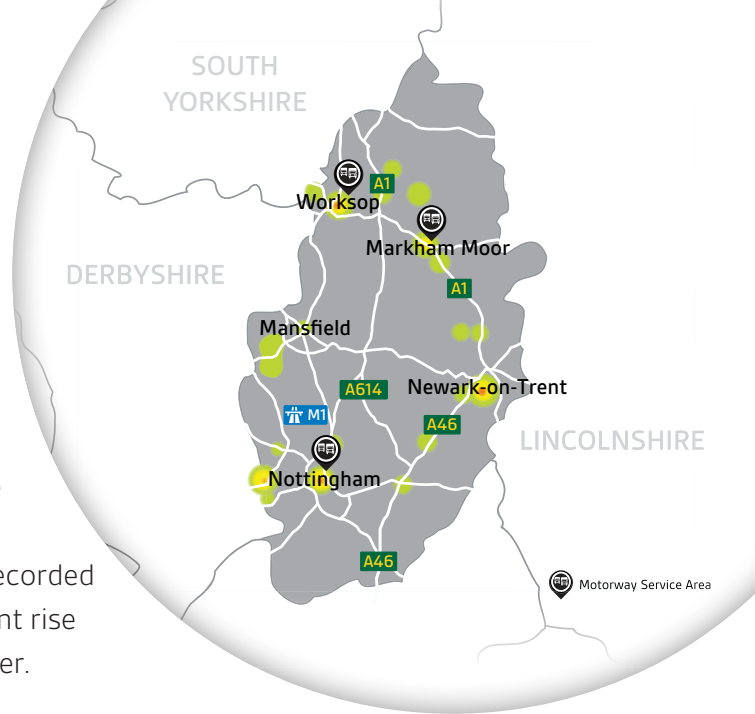 SOUTH
YORKSHIRE
A1
Worksop
Markham Moor
DERBYSHIRE
A1
Mansfield
Newark-on-Trent
A614
M1
A46
LINCOLNSHIRE
Nottingham
A46
Motorway Service Area
ecorded
nt rise
er.